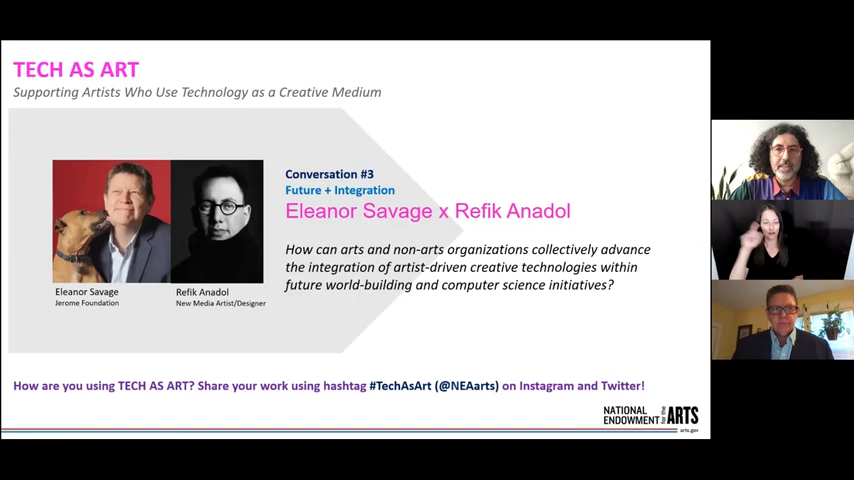 TECH AS ART
Supporting Artists Who Use Technology as a Creative Medium
Conversation #3
Future + Integration
Eleanor Savage x Refik Anadol
How can arts and non-arts organizations collectively advance
the integration of artist-driven creative technologies within
future world-building and computer science initiatives?
Eleanor Savage
Jerome Foundation
Refik Anadol
New Media Artist/Designer
How are you using TECH AS ART? Share your work using hashtag #TechAsArt (@NEAarts) on Instagram and Twitter!
NATIONAL
ENDOWMENT for the ARTS
arts.gov